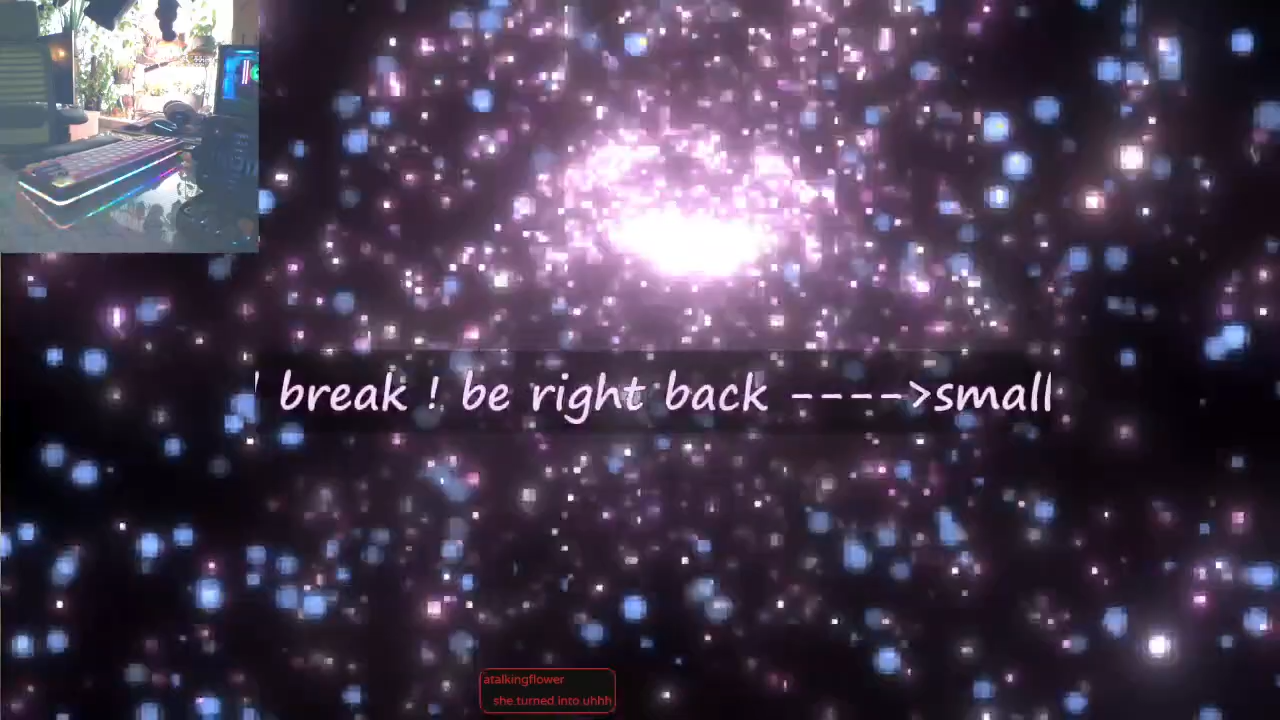 break ! be right back ---->small
atalkingflower
she turned into uhhh